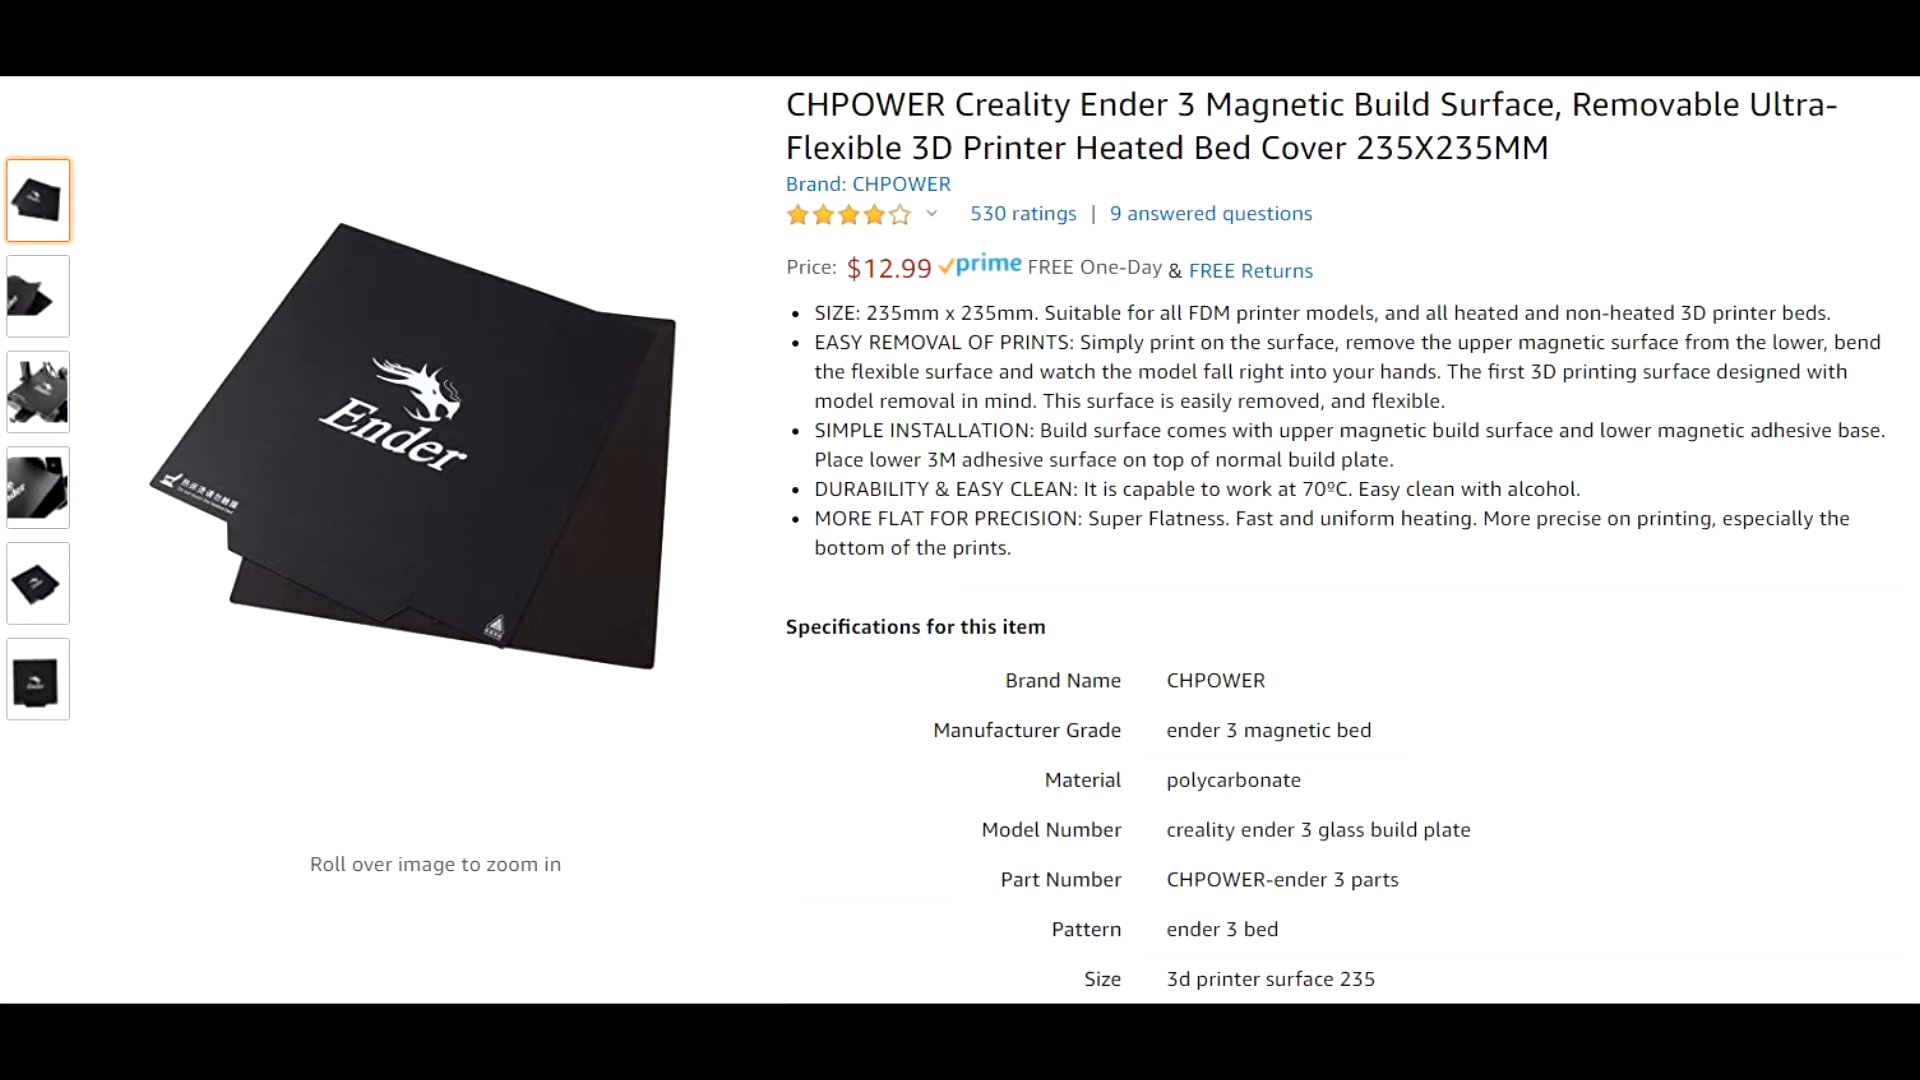 CHPOWER Creality Ender 3 Magnetic Build Surface, Removable Ultra-
Flexible 3D Printer Heated Bed Cover 235X235MM
Brand: CHPOWER
530 ratings | 9 answered questions
Price: $12.99 prime FREE One-Day & FREE Returns
• SIZE: 235mm x 235mm. Suitable for all FDM printer models, and all heated and non-heated 3D printer beds.
• EASY REMOVAL OF PRINTS: Simply print on the surface, remove the upper magnetic surface from the lower, bend
the flexible surface and watch the model fall right into your hands. The first 3D printing surface designed with
model removal in mind. This surface is easily removed, and flexible.
• SIMPLE INSTALLATION: Build surface comes with upper magnetic build surface and lower magnetic adhesive base.
Place lower 3M adhesive surface on top of normal build plate.
• DURABILITY & EASY CLEAN: It is capable to work at 70ºC. Easy clean with alcohol.
• MORE FLAT FOR PRECISION: Super Flatness. Fast and uniform heating. More precise on printing, especially the
bottom of the prints.
Specifications for this item
Brand Name CHPOWER
Manufacturer Grade ender 3 magnetic bed
Material polycarbonate
Model Number creality ender 3 glass build plate
Part Number CHPOWER-ender 3 parts
Pattern ender 3 bed
Size 3d printer surface 235
Ender
Roll over image to zoom in